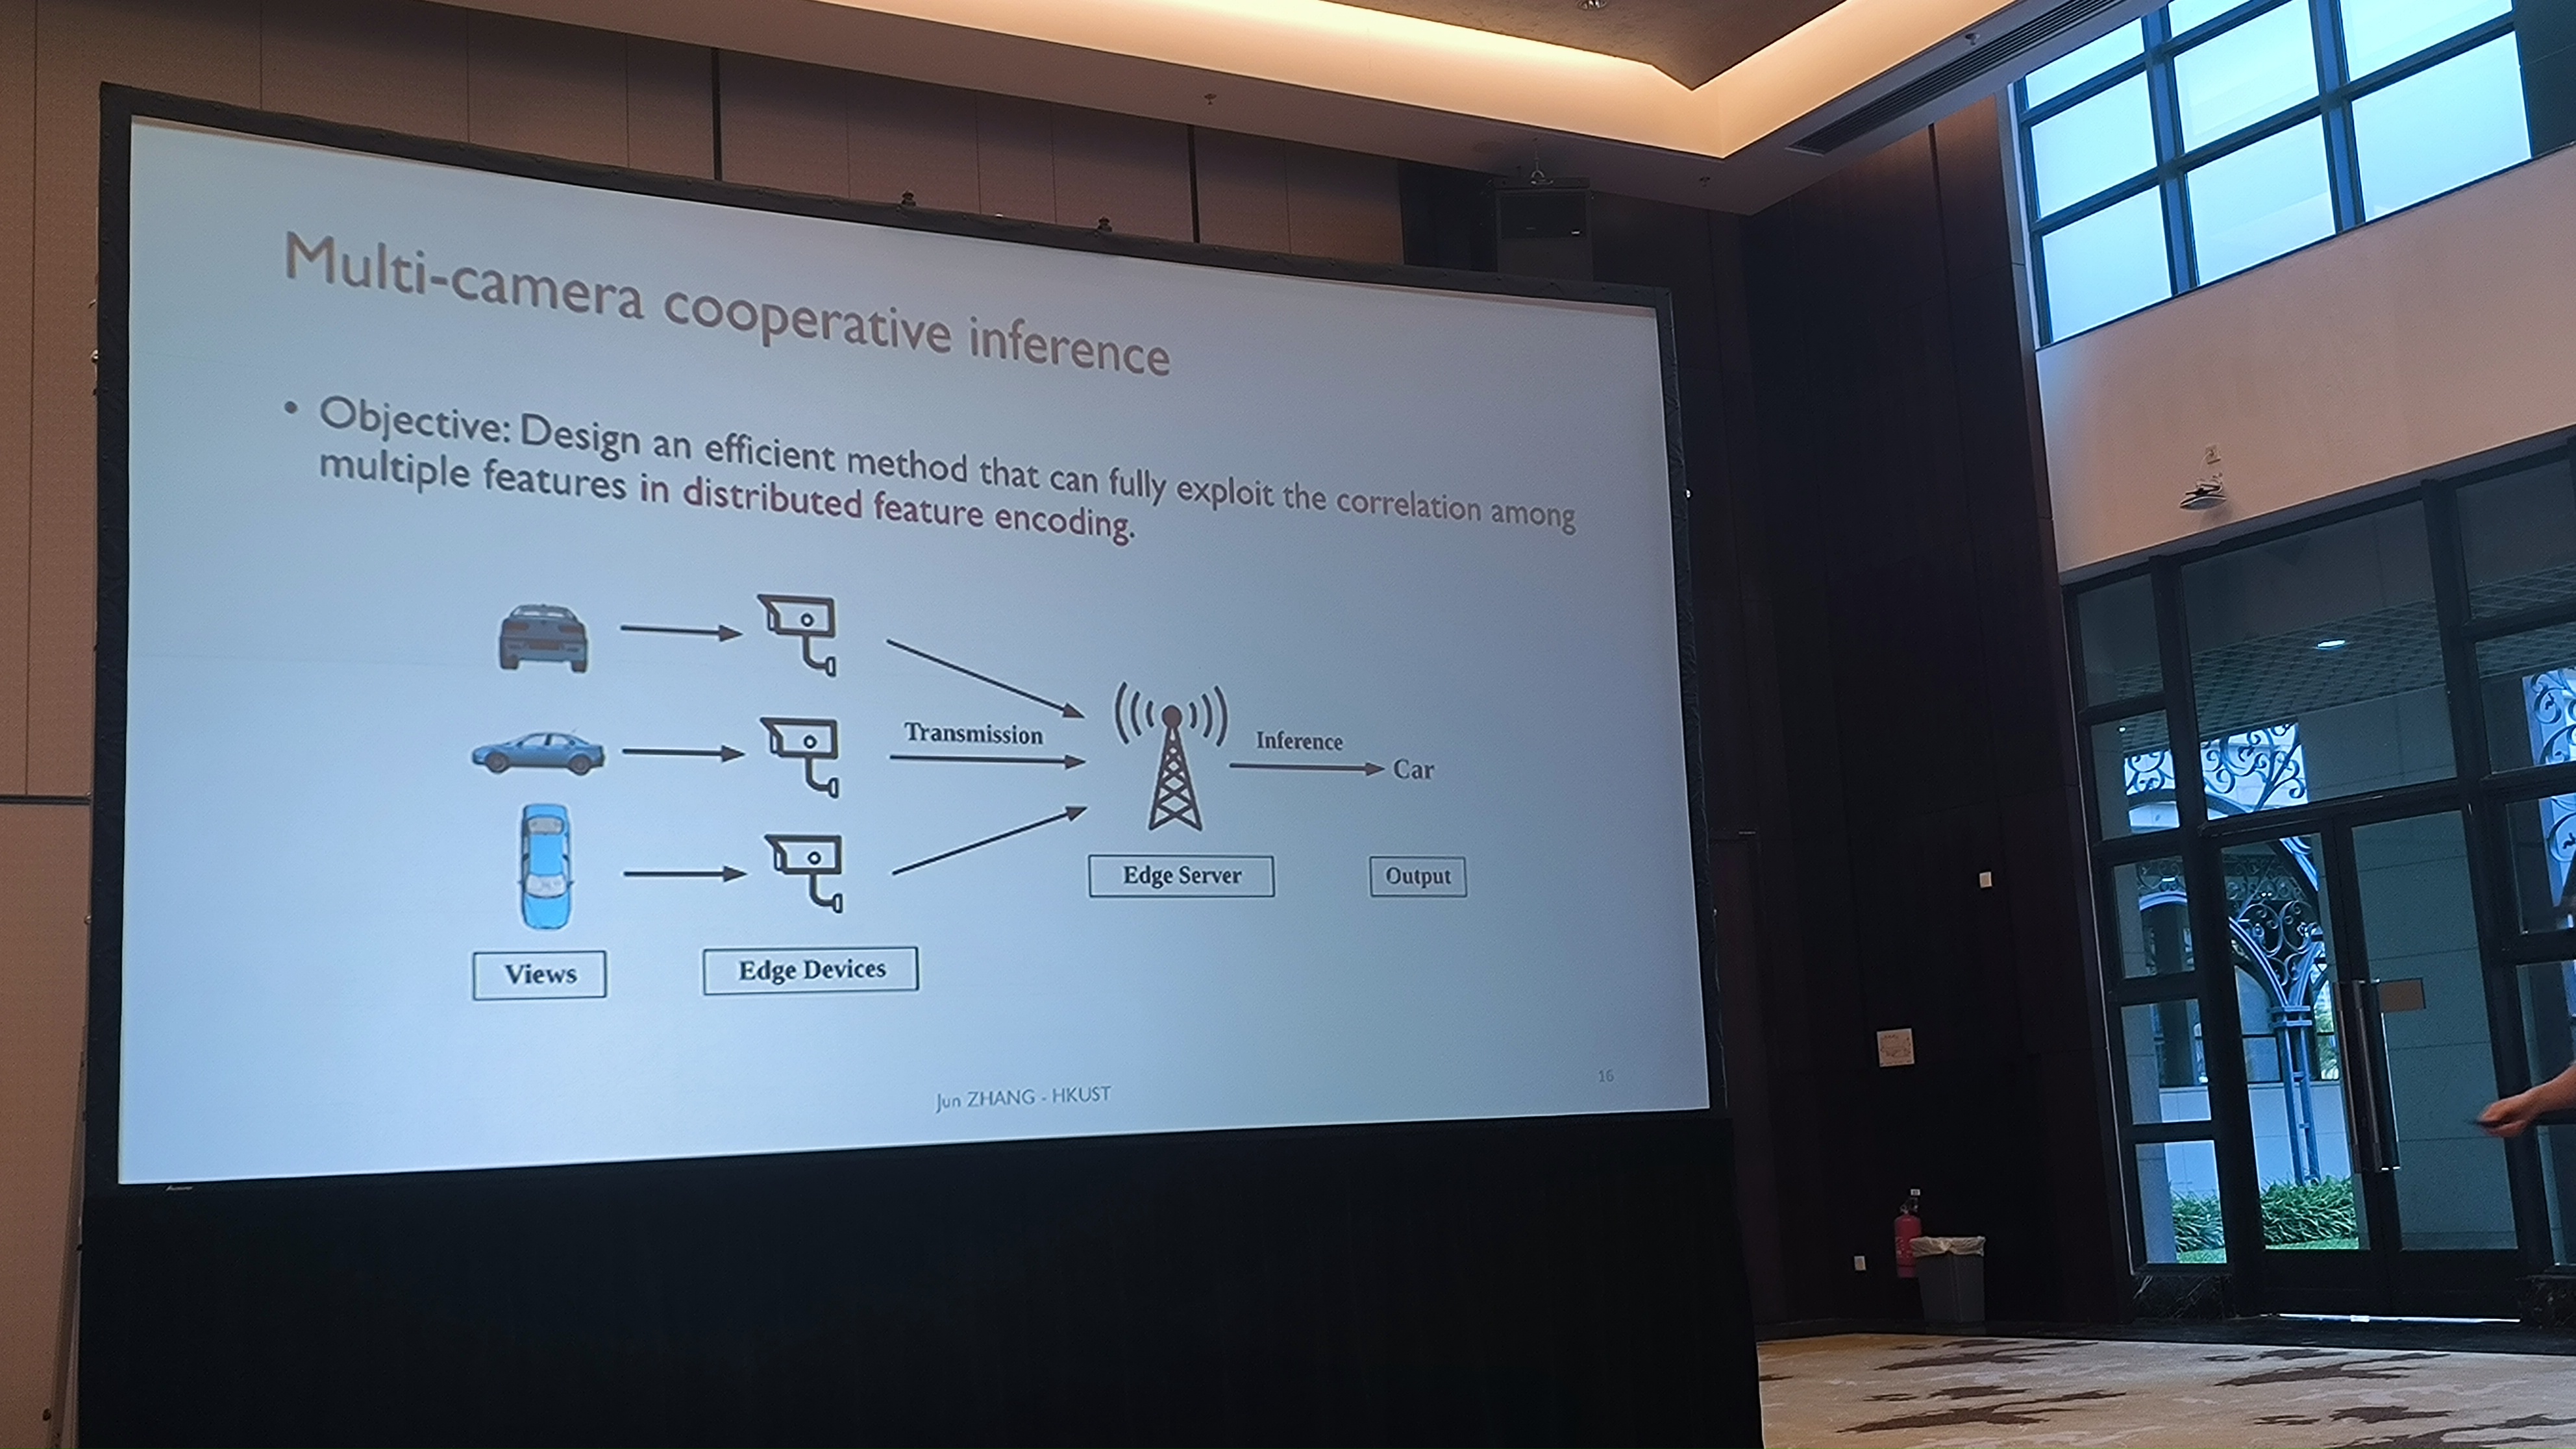 Multi-camera cooperative inference
• Objective: Design an efficient method that can fully exploit the correlation among
multiple features in distributed feature encoding.
Transmission
Inference
Car
Edge Server
Output
Views
Edge Devices
Jun ZHANG - HKUST
16